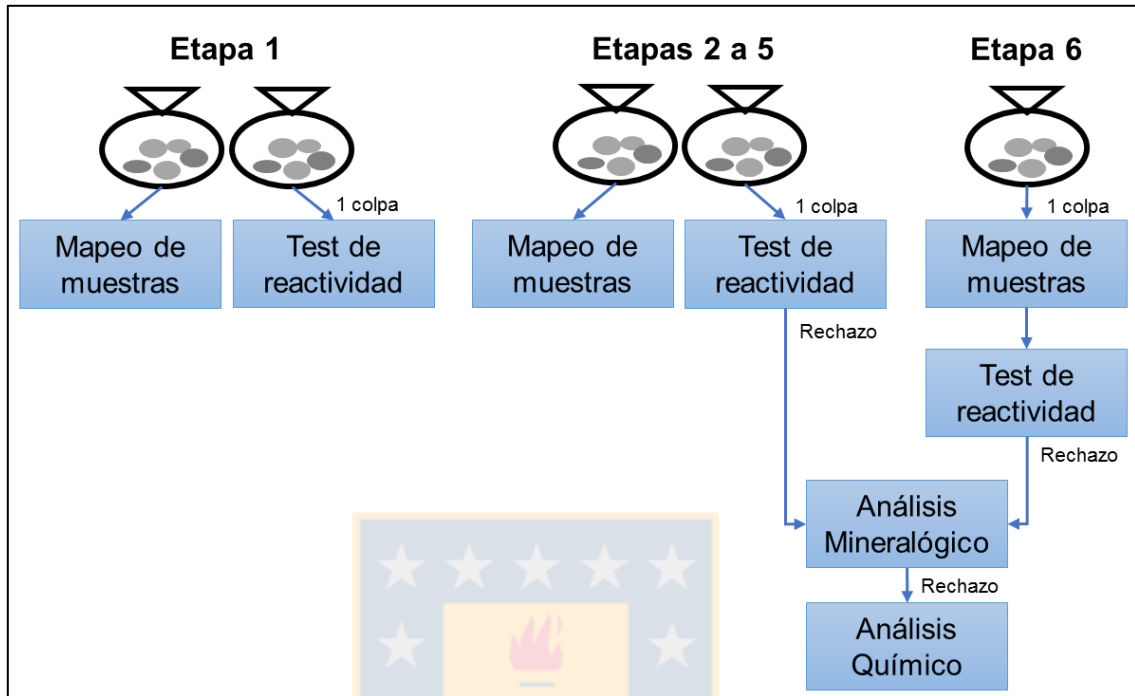 Etapa 1
Etapas 2 a 5
Etapa 6
1 colpa
1 colpa
1 colpa
Mapeo de
muestras
Test de
reactividad
Mapeo de
muestras
Test de
reactividad
Mapeo de
muestras
Rechazo
Test de
reactividad
Rechazo
Análisis
Mineralógico
Rechazo
Análisis
Químico